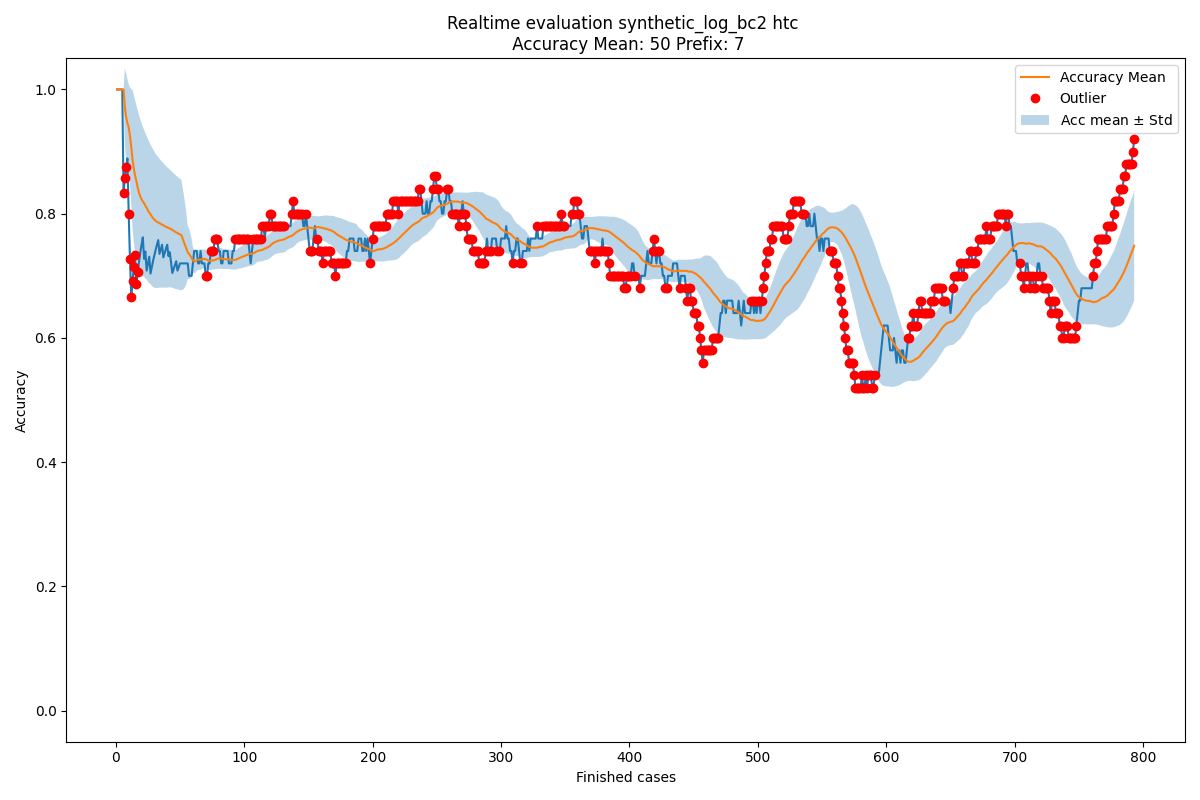 Realtime evaluation synthetic_log_bc2 htc
Accuracy Mean: 50 Prefix: 7
Accuracy Mean
Outlier
Acc mean ± Std
1.0
0.8
0.6
0.4
0.2
0.0
Accuracy
0
100
200
300
400
500
600
700
800
Finished cases